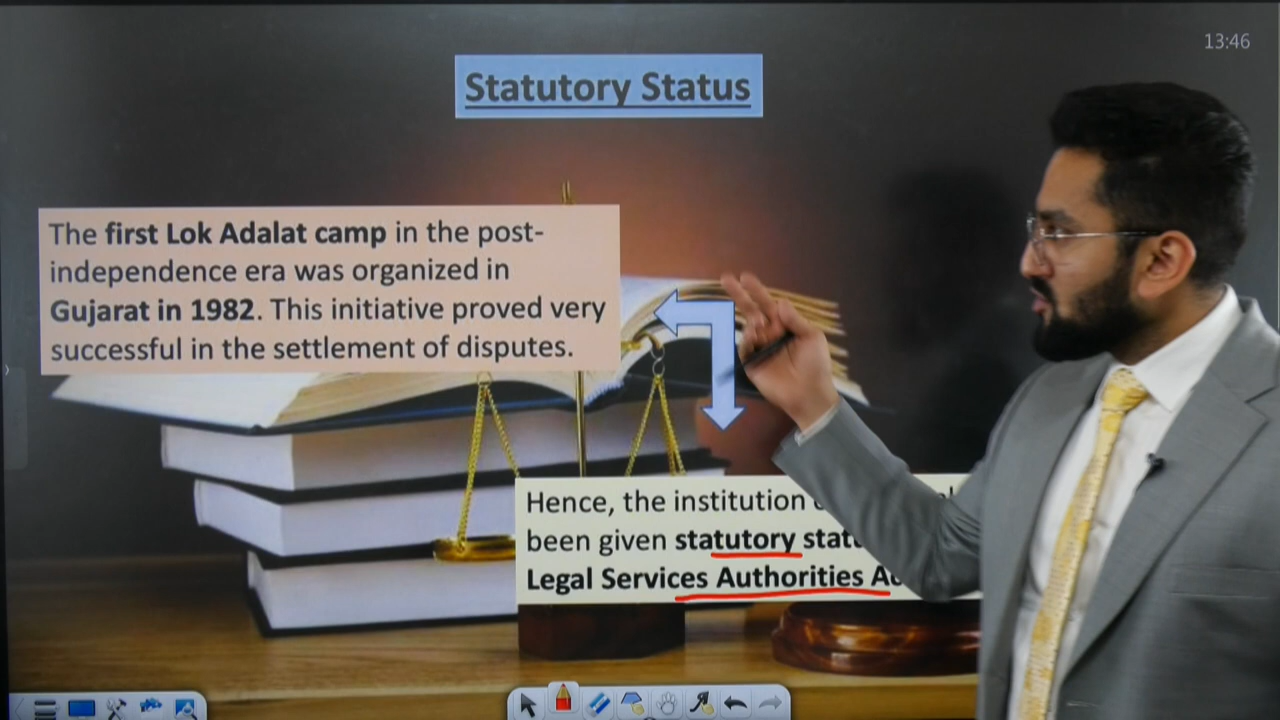 13:46
Statutory Status
The first Lok Adalat camp in the post-
independence era was organized in
Gujarat in 1982. This initiative proved very
successful in the settlement of disputes.
Hence, the institution
been given statutory
Legal Services Authorities